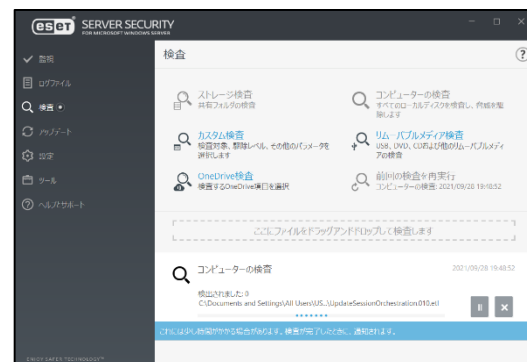 eset SERVER SECURITY
FOR MICROSOFT WINDOWS SERVER
監視
ログファイル
検査
アップデート
設定
ツール
ヘルプとサポート
ENJOY SAFER TECHNOLOGY™
検査
?
ストレージ検査
共有フォルダの検査
コンピューターの検査
すべてのローカルディスクを検査し、脅威を駆
除します
カスタム検査
検査対象、駆除レベル、その他のパラメータを
選択します
リムーバブルメディア検査
USB, DVD, CDおよび他のリムーバブルメディ
アの検査
OneDrive検査
検査するOneDrive項目を選択
前回の検査を再実行
コンピューターの検査: 2021/09/28 19:48:52
ここにファイルをドラッグアンドドロップして検査します
コンピューターの検査
2021/09/28 19:48:52
検出されました: 0
C:\Documents and Settings\All Users\US...\UpdateSessionOrchestration.010.etl
これには少し時間がかかる場合があります。検査が完了したときに、通知されます。